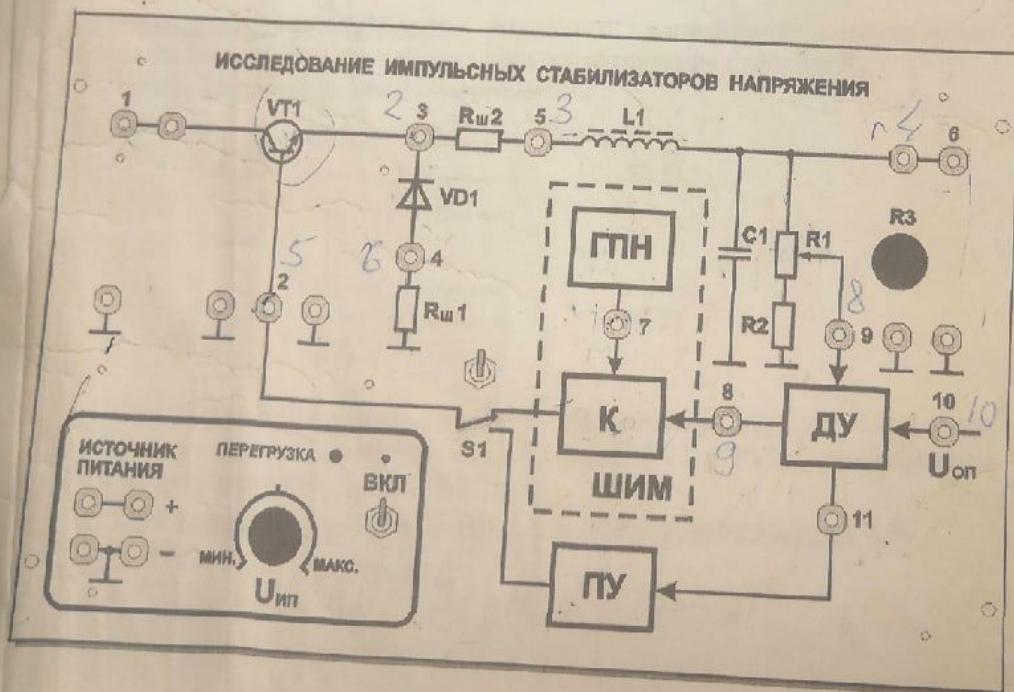 ИССЛЕДОВАНИЕ ИМПУЛЬСНЫХ СТАБИЛИЗАТОРОВ НАПРЯЖЕНИЯ
1
VT1
2
3
Rш2
5
3
L1
4
6
VD1
ГПН
C1
R1
R3
5
2
6
4
Rш1
7
R2
8
9
S1
К
8
9
ДУ
10
10
Uоп
ШИМ
11
ПУ
ИСТОЧНИК
ПИТАНИЯ
ПЕРЕГРУЗКА
ВКЛ
+
−
МИН.
МАКС.
Uип